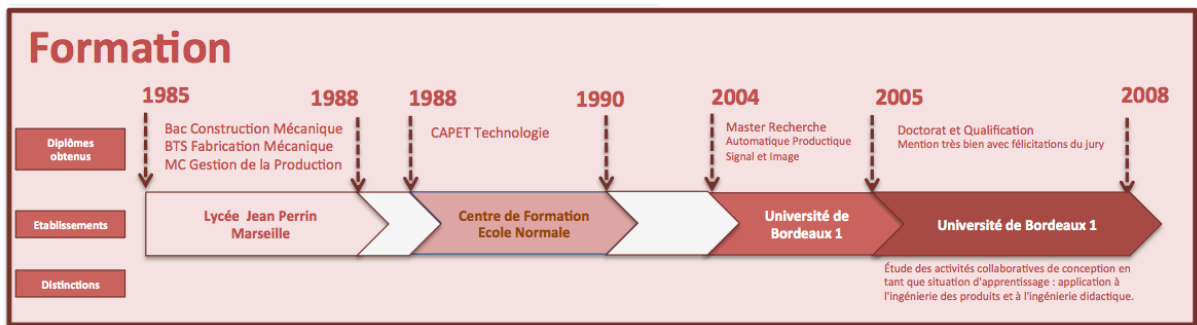 Formation
1985
1988
1988
1990
2004
2005
2008
Diplômes
obtenus
Bac Construction Mécanique
BTS Fabrication Mécanique
MC Gestion de la Production
CAPET Technologie
Master Recherche
Automatique Productique
Signal et Image
Doctorat et Qualification
Mention très bien avec félicitations du jury
Etablissements
Lycée Jean Perrin
Marseille
Centre de Formation
Ecole Normale
Université de
Bordeaux 1
Université de Bordeaux 1
Distinctions
Étude des activités collaboratives de conception en
tant que situation d'apprentissage : application à
l'ingénierie des produits et à l'ingénierie didactique.